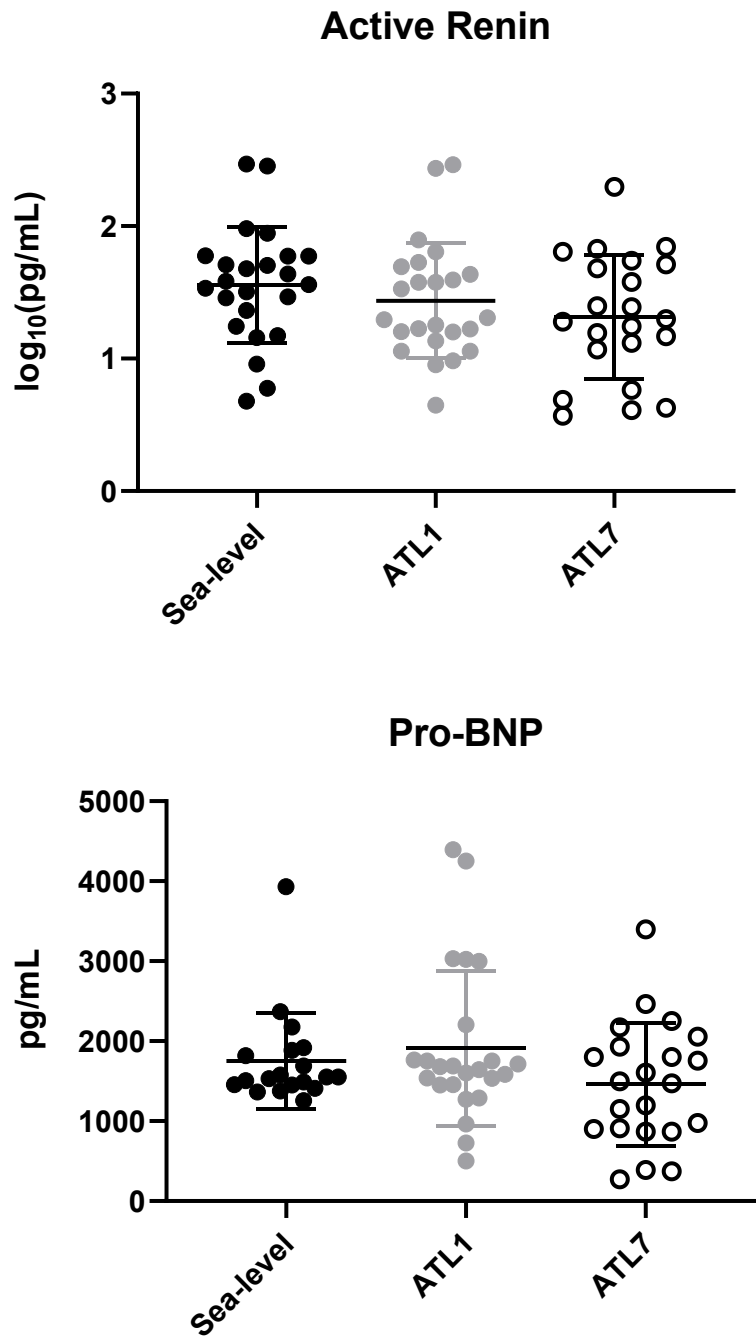 Active Renin
log₁₀(pg/mL)
3
2
1
0
Sea-level
ATL1
ATL7
Pro-BNP
pg/mL
5000
4000
3000
2000
1000
0
Sea-level
ATL1
ATL7